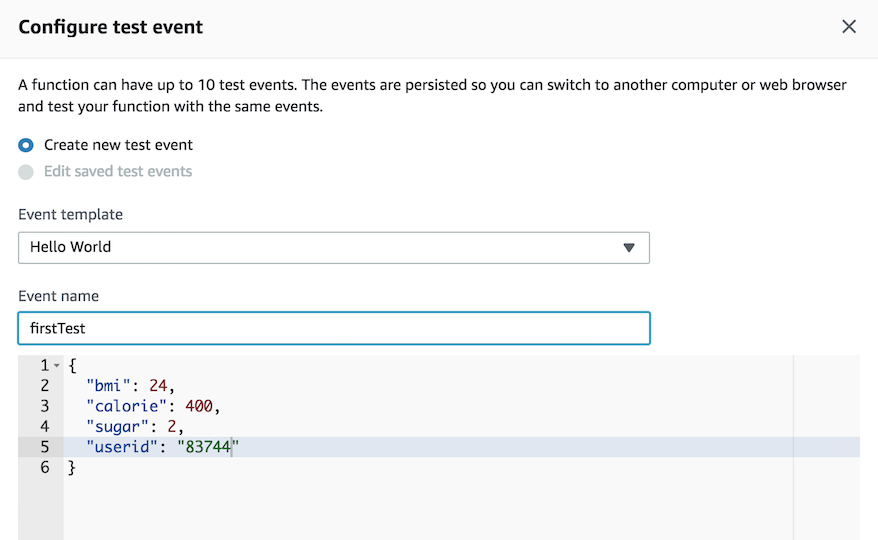 Configure test event
A function can have up to 10 test events. The events are persisted so you can switch to another computer or web browser
and test your function with the same events.
Create new test event
Edit saved test events
Event template
Hello World
Event name
firstTest
1 {
2 "bmi": 24,
3 "calorie": 400,
4 "sugar": 2,
5 "userid": "83744"
6 }